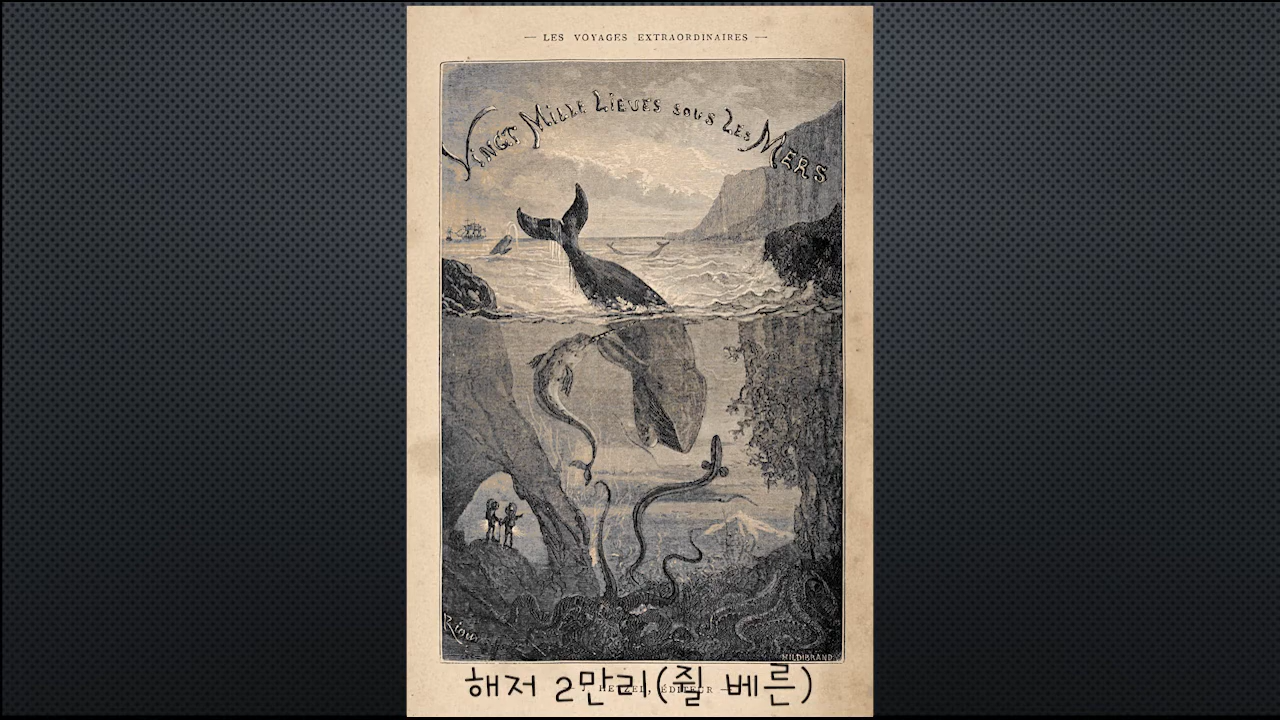 — LES VOYAGES EXTRAORDINAIRES —
VINGT MILLE LIEUES SOUS LES MERS
Riou
HILDIBRAND
해저 2만리(쥘 베른)